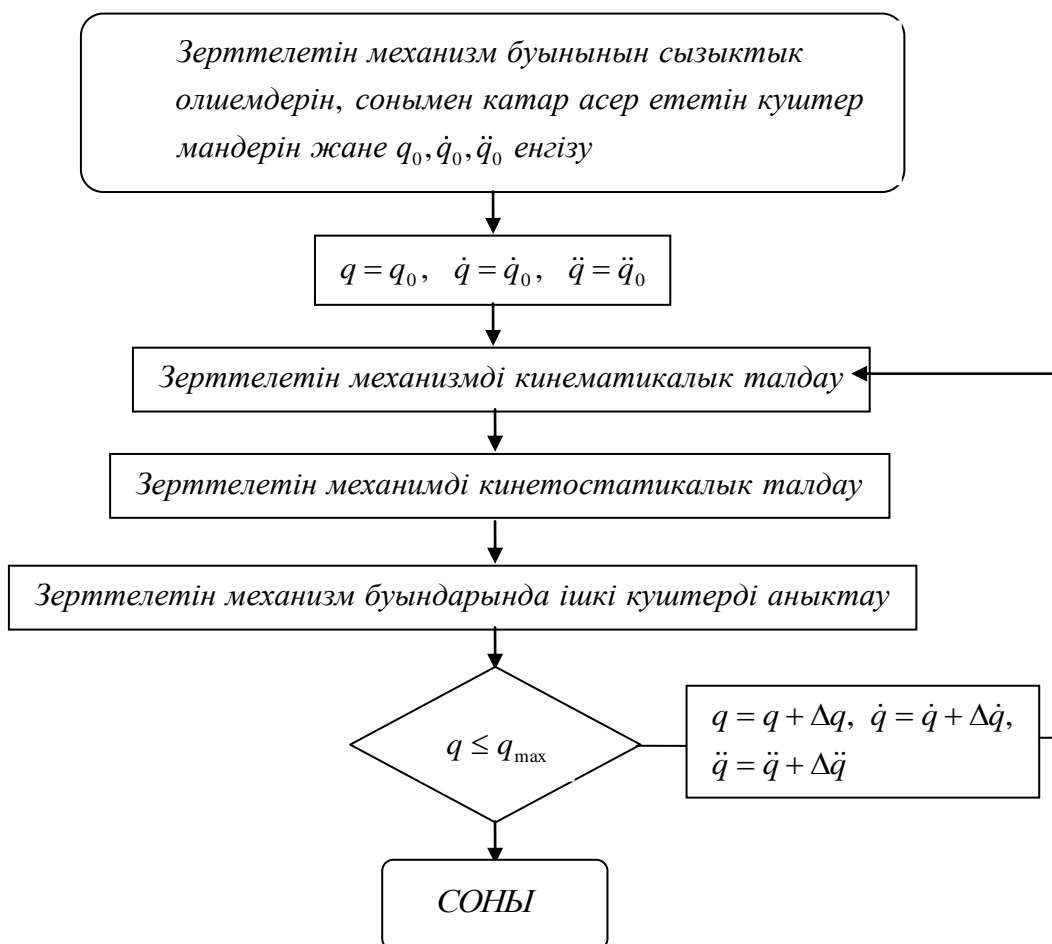 Зерттелетін механизм буынынын сызыктык
олшемдерін, сонымен катар асер ететін куштер
мандерін жане q₀, q̇₀, q̈₀ енгізу
q = q₀, q̇ = q̇₀, q̈ = q̈₀
Зерттелетін механизмді кинематикалык талдау
Зерттелетін механимді кинетостатикалык талдау
Зерттелетін механизм буындарында ішкі куштерді аныктау
q ≤ q_max
q = q + Δq, q̇ = q̇ + Δq̇,
q̈ = q̈ + Δq̈
СОНЫ